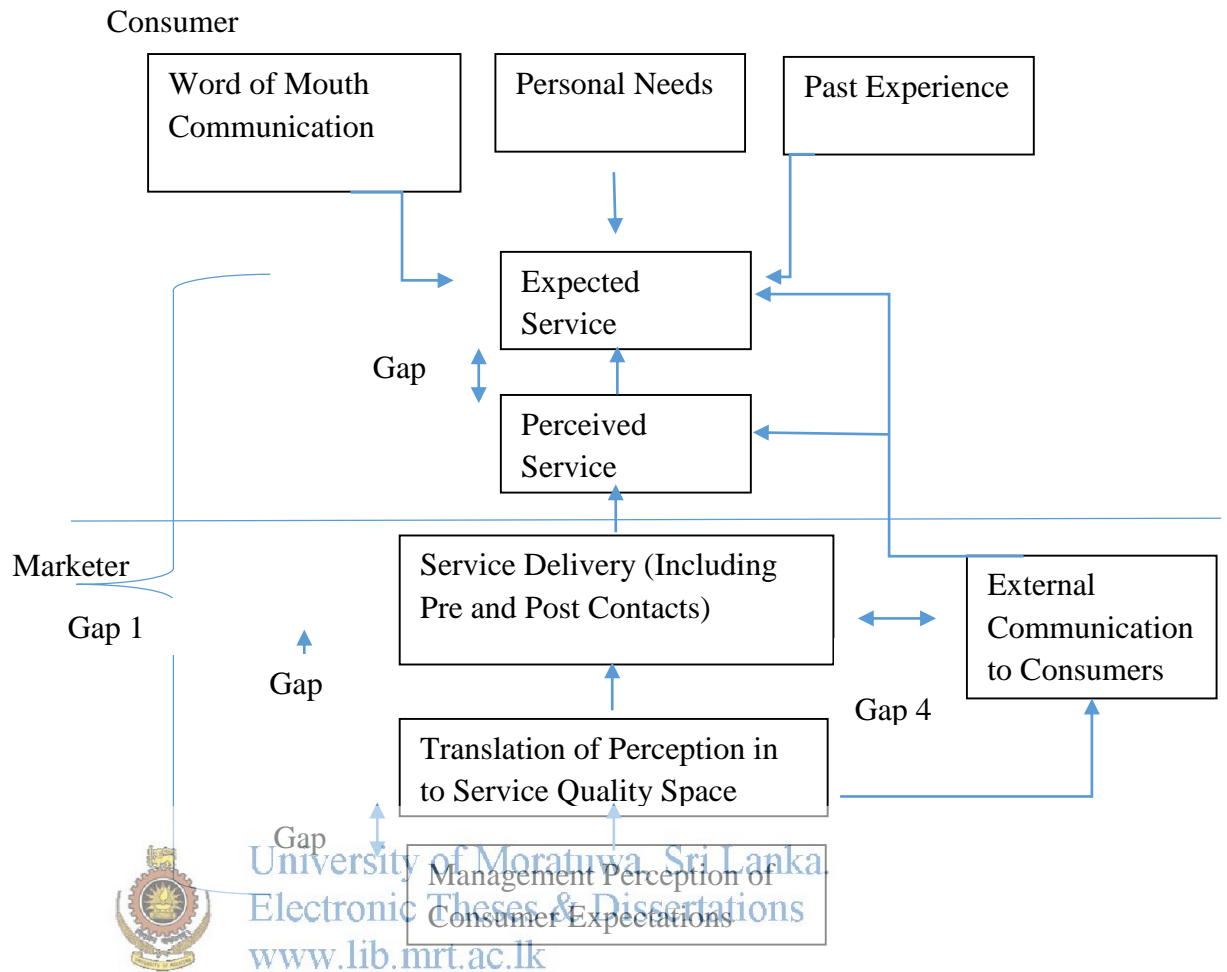 Consumer
Word of Mouth
Communication
Personal Needs
Past Experience
Expected
Service
Gap
Perceived
Service
Marketer
Gap 1
Service Delivery (Including
Pre and Post Contacts)
External
Communication
to Consumers
Gap
Gap 4
Translation of Perception in
to Service Quality Space
Gap
Management Perception of
Consumer Expectations
University of Moratuwa, Sri Lanka.
Electronic Theses & Dissertations
www.lib.mrt.ac.lk